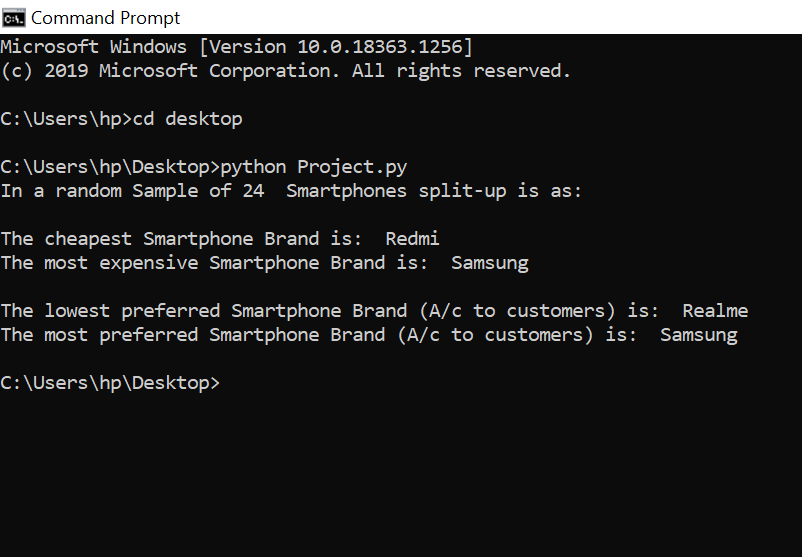 Command Prompt
Microsoft Windows [Version 10.0.18363.1256]
(c) 2019 Microsoft Corporation. All rights reserved.
C:\Users\hp>cd desktop
C:\Users\hp\Desktop>python Project.py
In a random Sample of 24  Smartphones split-up is as:
The cheapest Smartphone Brand is:  Redmi
The most expensive Smartphone Brand is:  Samsung
The lowest preferred Smartphone Brand (A/c to customers) is:  Realme
The most preferred Smartphone Brand (A/c to customers) is:  Samsung
C:\Users\hp\Desktop>